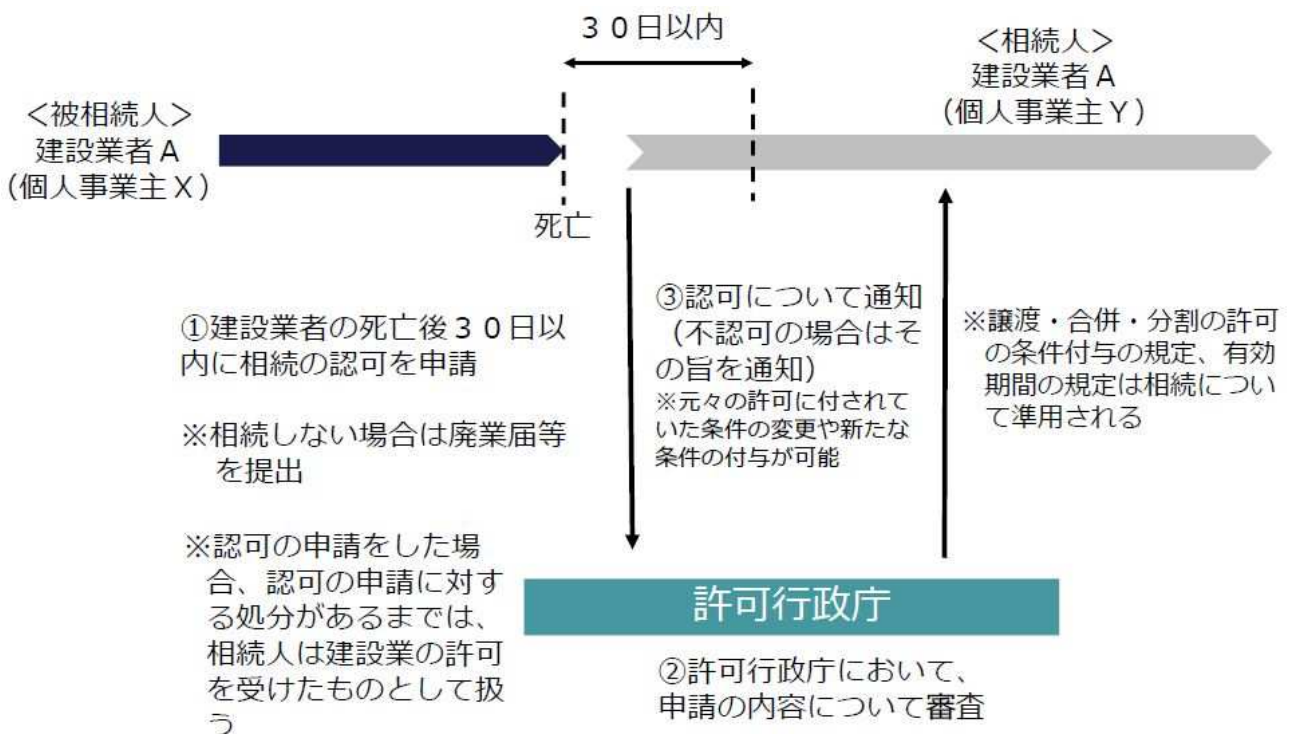 ３０日以内
＜被相続人＞
建設業者Ａ
（個人事業主Ｘ）
＜相続人＞
建設業者Ａ
（個人事業主Ｙ）
死亡
①建設業者の死亡後３０日以
内に相続の認可を申請
※相続しない場合は廃業届等
を提出
※認可の申請をした場
合、認可の申請に対す
る処分があるまでは、
相続人は建設業の許可
を受けたものとして扱
う
③認可について通知
（不認可の場合はそ
の旨を通知）
※元々の許可に付されて
いた条件の変更や新たな
条件の付与が可能
※譲渡・合併・分割の許可
の条件付与の規定、有効
期間の規定は相続につい
て準用される
許可行政庁
②許可行政庁において、
申請の内容について審査